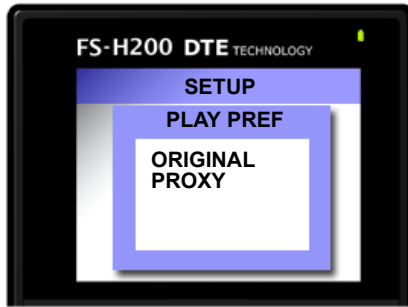 FS-H200 DTE TECHNOLOGY
SETUP
PLAY PREF
ORIGINAL
PROXY